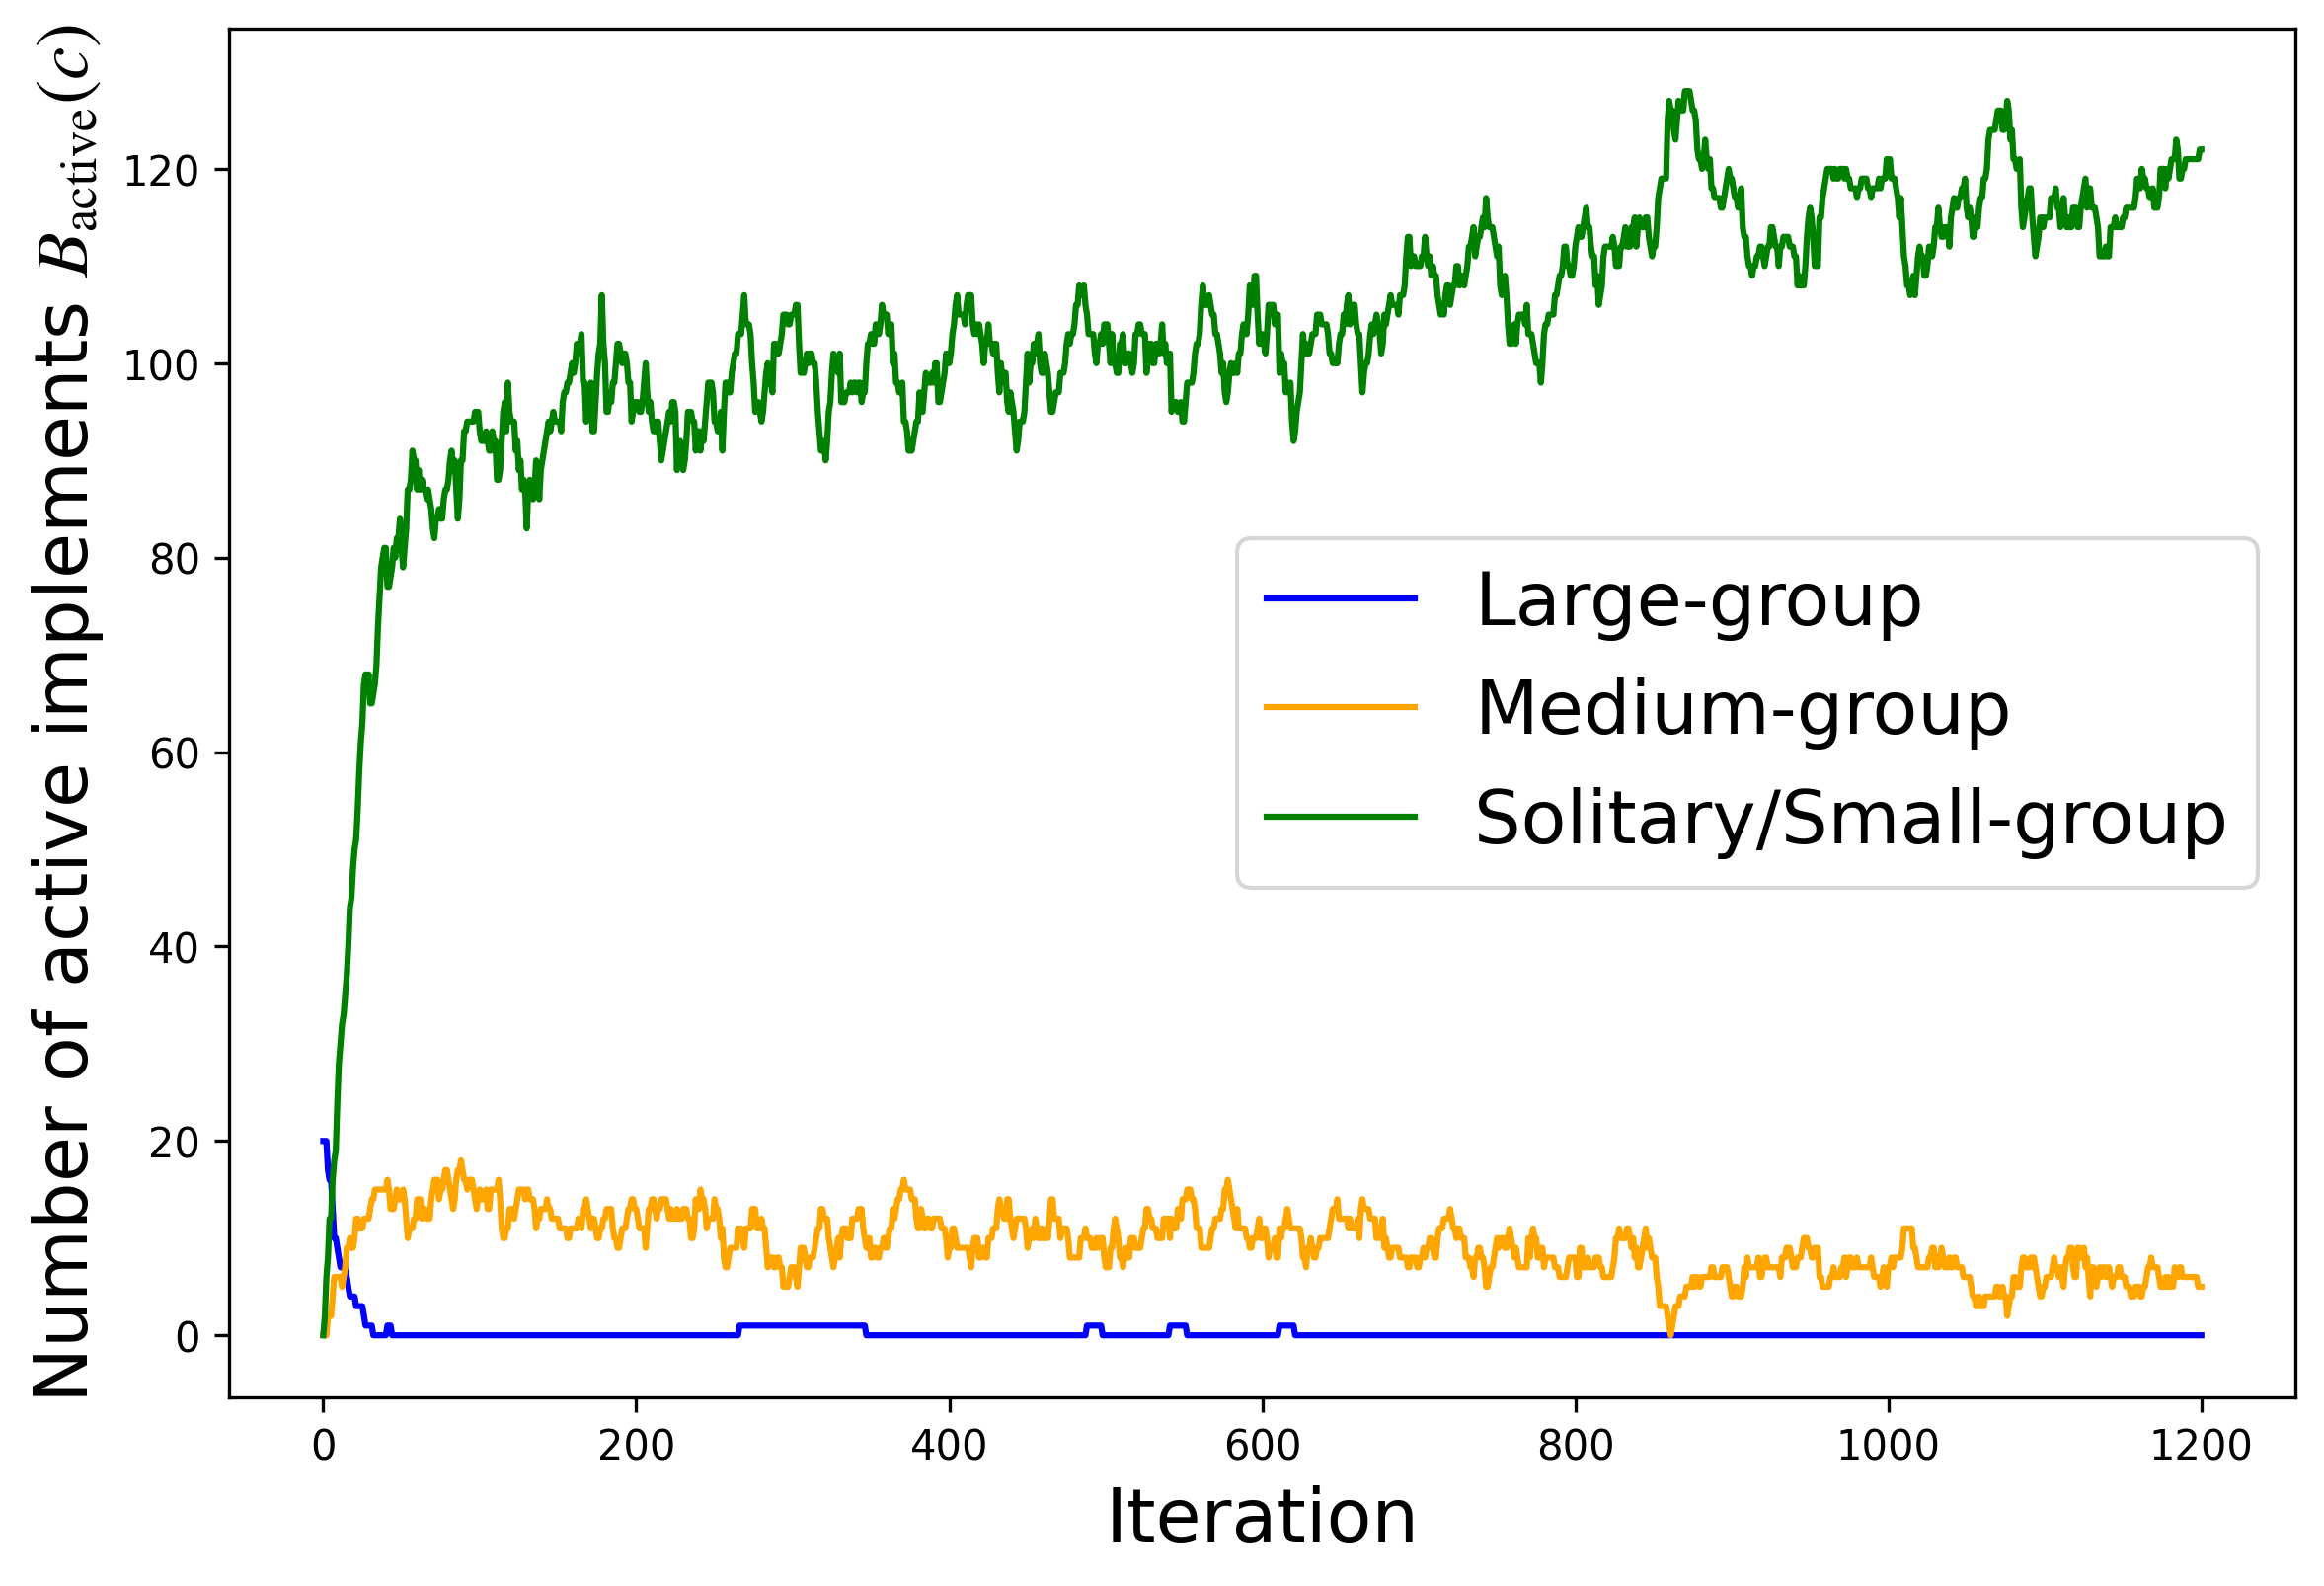 Number of active implements B_active(c)
120
100
80
60
40
20
0
Large-group
Medium-group
Solitary/Small-group
0 200 400 600 800 1000 1200
Iteration